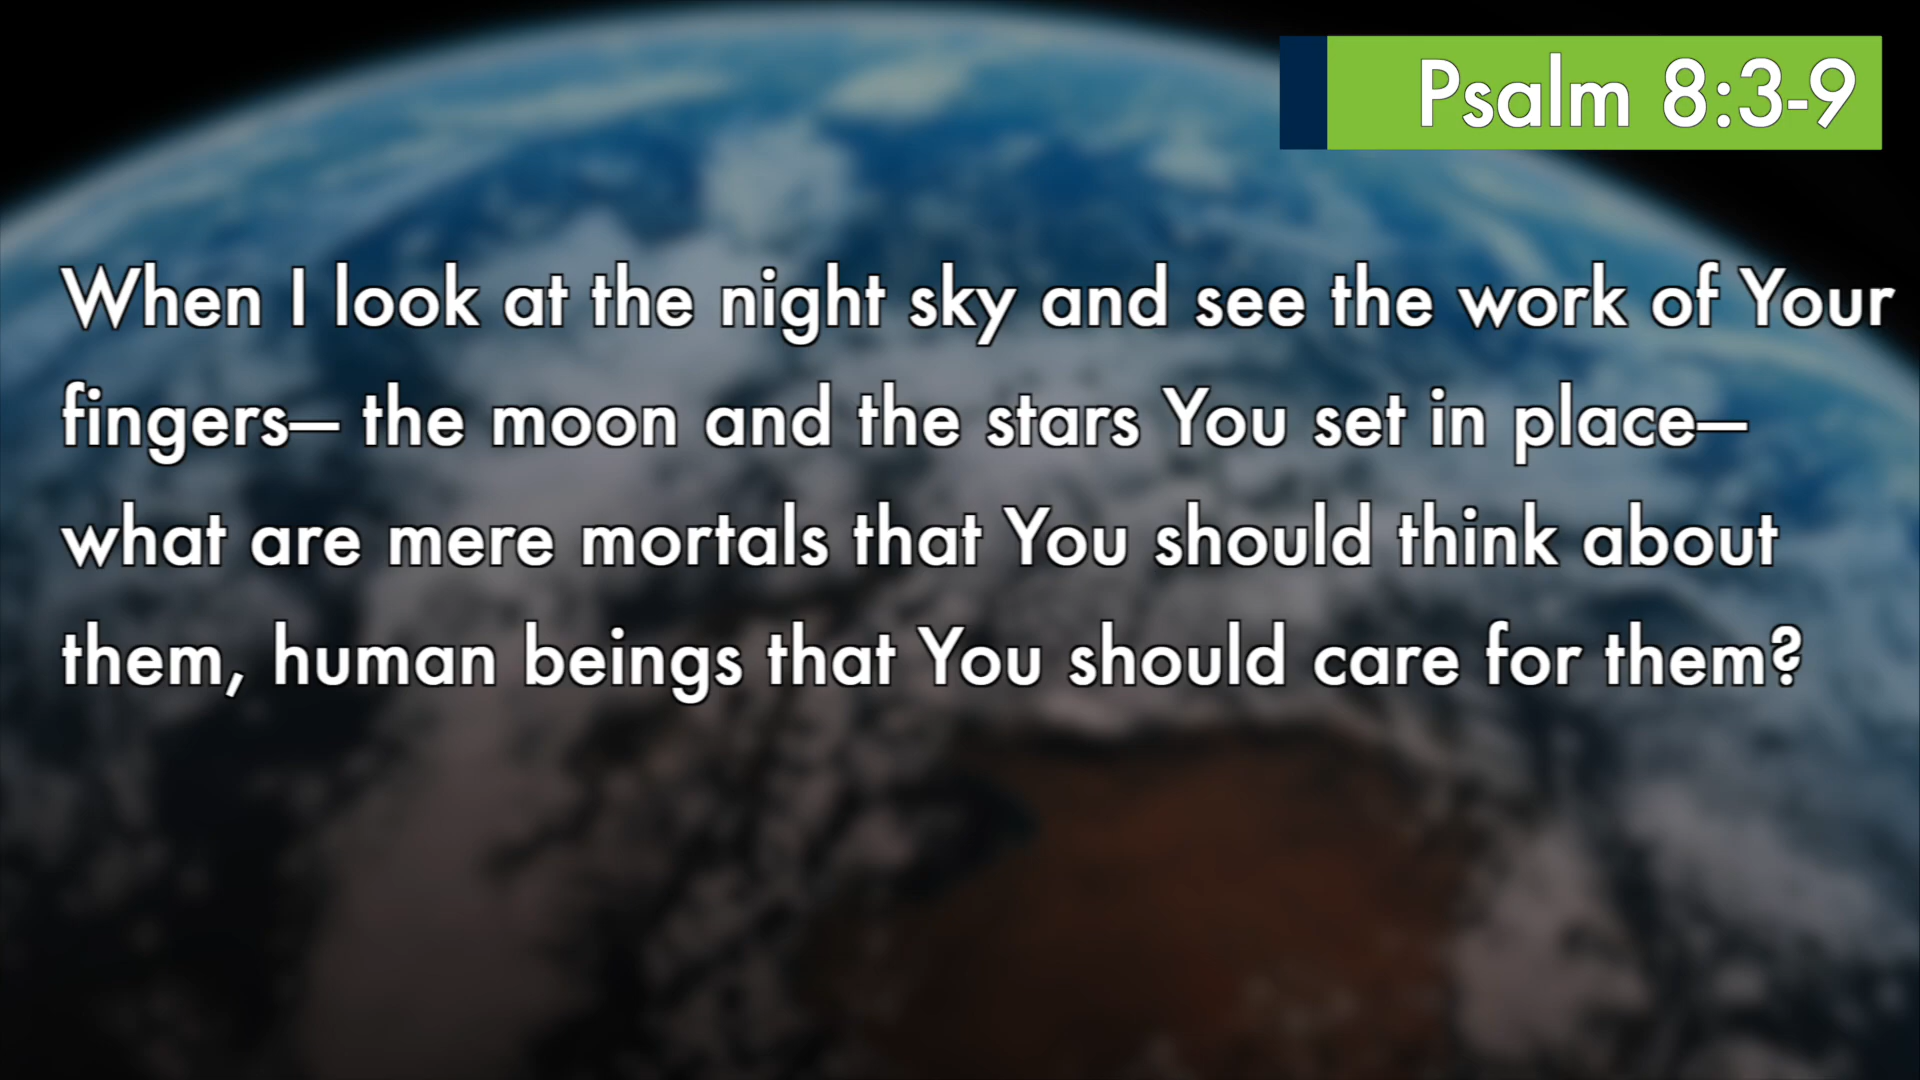 Psalm 8:3-9
When I look at the night sky and see the work of Your
fingers— the moon and the stars You set in place—
what are mere mortals that You should think about
them, human beings that You should care for them?